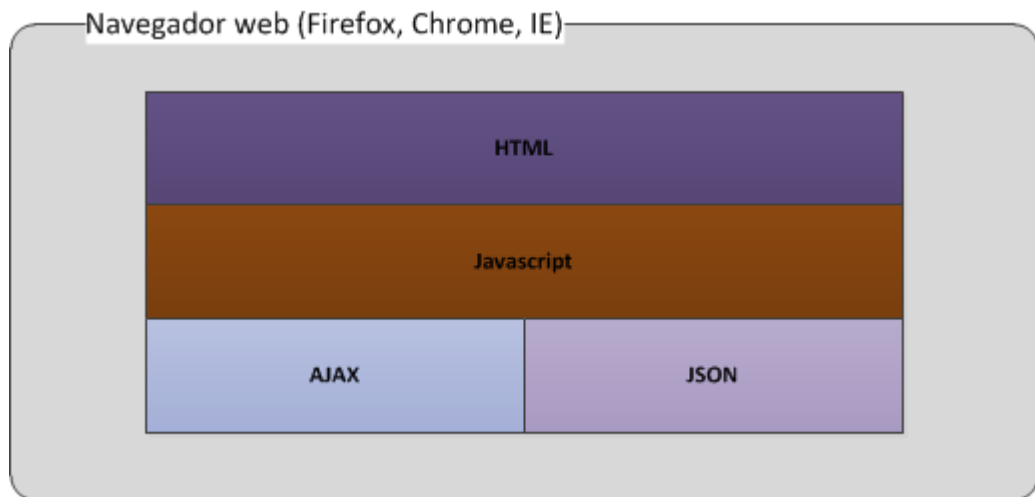 Navegador web (Firefox, Chrome, IE)
HTML
Javascript
AJAX
JSON